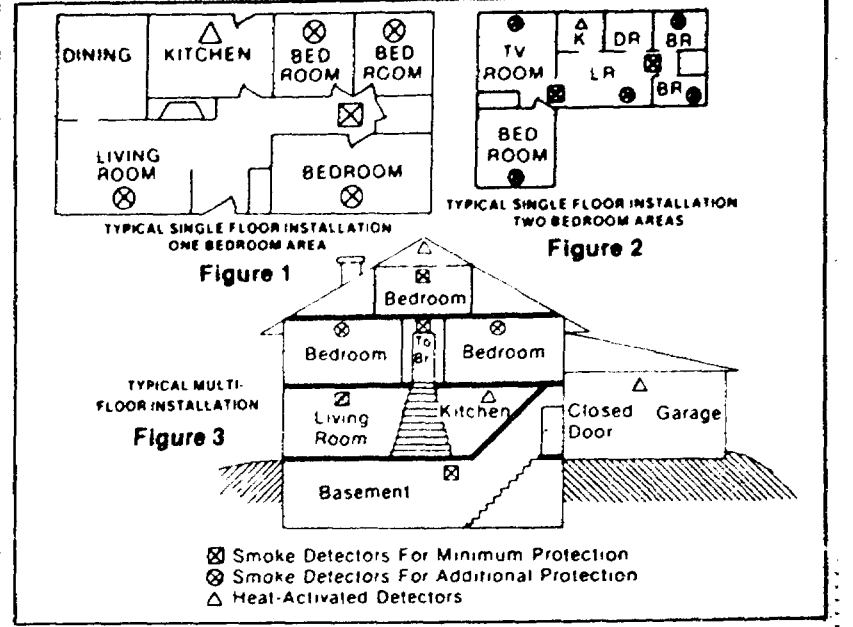 DINING
KITCHEN
BED
ROOM
BED
ROOM
LIVING
ROOM
BEDROOM
TYPICAL SINGLE FLOOR INSTALLATION
ONE BEDROOM AREA
Figure 1
TV
ROOM
K
DR
BR
LR
BR
BED
ROOM
TYPICAL SINGLE FLOOR INSTALLATION
TWO BEDROOM AREAS
Figure 2
Bedroom
Bedroom
To
Br
Bedroom
TYPICAL MULTI-
FLOOR INSTALLATION
Figure 3
Living
Room
Kitchen
Closed
Door
Garage
Basement
Smoke Detectors For Minimum Protection
Smoke Detectors For Additional Protection
Heat-Activated Detectors